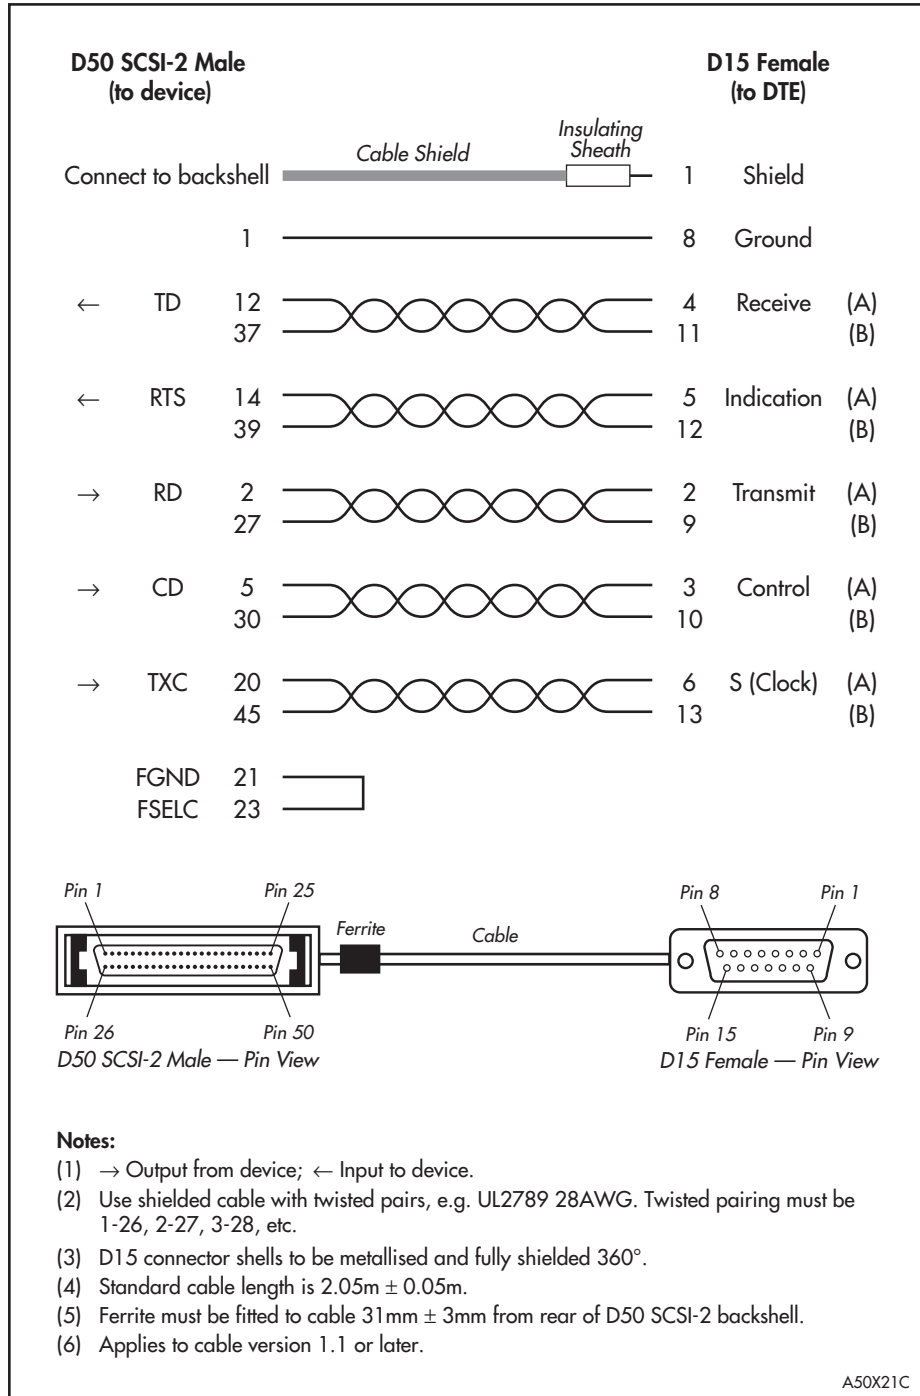 D50 SCSI-2 Male D15 Female
(to device) (to DTE)
Insulating
Cable Shield Sheath
Connect to backshell 1 Shield
1 8 Ground
← TD 12 4 Receive (A)
37 11 (B)
← RTS 14 5 Indication (A)
39 12 (B)
→ RD 2 2 Transmit (A)
27 9 (B)
→ CD 5 3 Control (A)
30 10 (B)
→ TXC 20 6 S (Clock) (A)
45 13 (B)
FGND 21
FSELC 23
Pin 1 Pin 25 Pin 8 Pin 1
Ferrite Cable
Pin 26 Pin 50 Pin 15 Pin 9
D50 SCSI-2 Male — Pin View D15 Female — Pin View
Notes:
(1) → Output from device; ← Input to device.
(2) Use shielded cable with twisted pairs, e.g. UL2789 28AWG. Twisted pairing must be
1-26, 2-27, 3-28, etc.
(3) D15 connector shells to be metallised and fully shielded 360°.
(4) Standard cable length is 2.05m ± 0.05m.
(5) Ferrite must be fitted to cable 31mm ± 3mm from rear of D50 SCSI-2 backshell.
(6) Applies to cable version 1.1 or later.
A50X21C